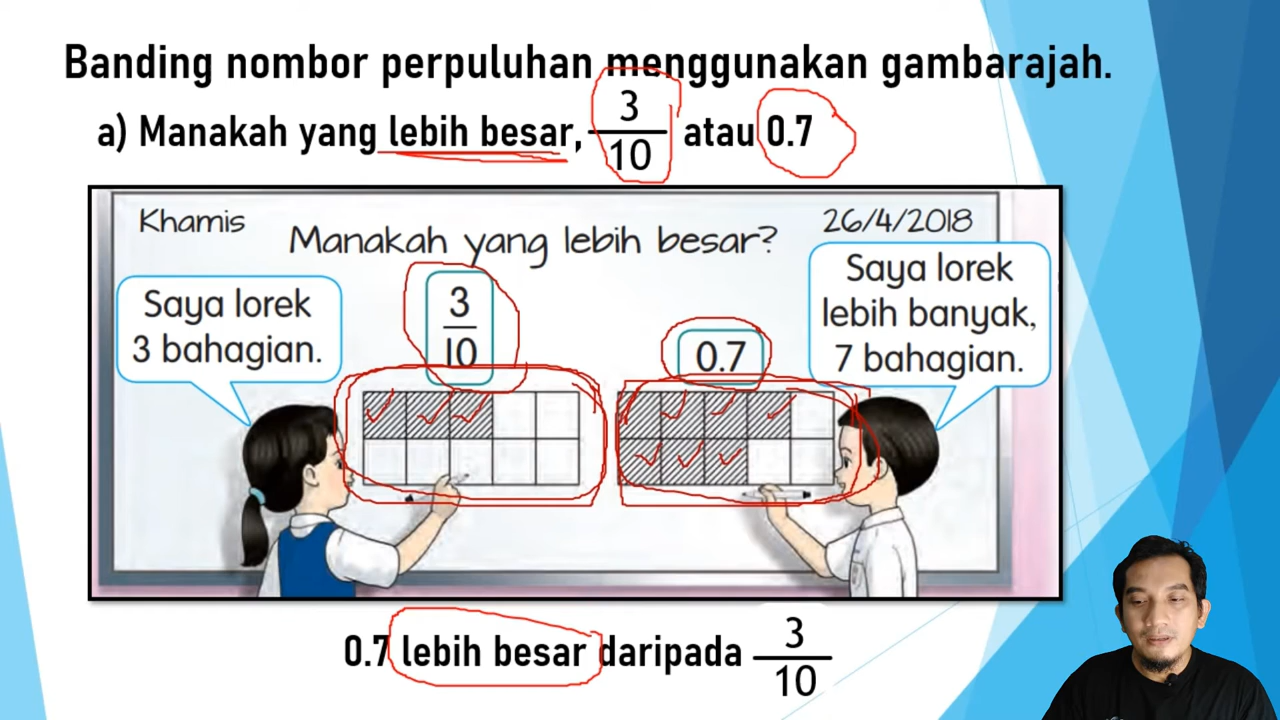 Banding nombor perpuluhan menggunakan gambarajah.
a) Manakah yang lebih besar, 3/10 atau 0.7
Khamis
Manakah yang lebih besar?
26/4/2018
Saya lorek
3 bahagian.
3/10
0.7
Saya lorek
lebih banyak,
7 bahagian.
0.7 lebih besar daripada 3/10